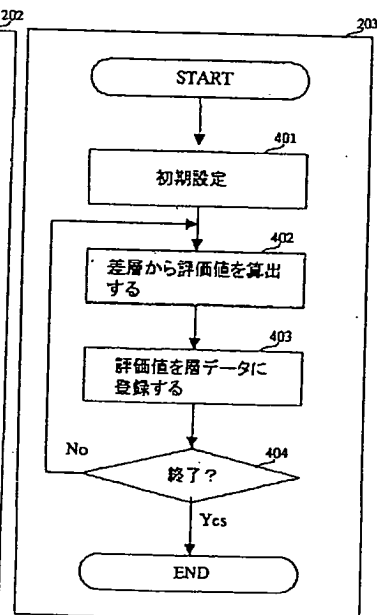 202
203
START
401
初期設定
402
差層から評価値を算出
する
403
評価値を層データに
登録する
No
404
終了？
Yes
END